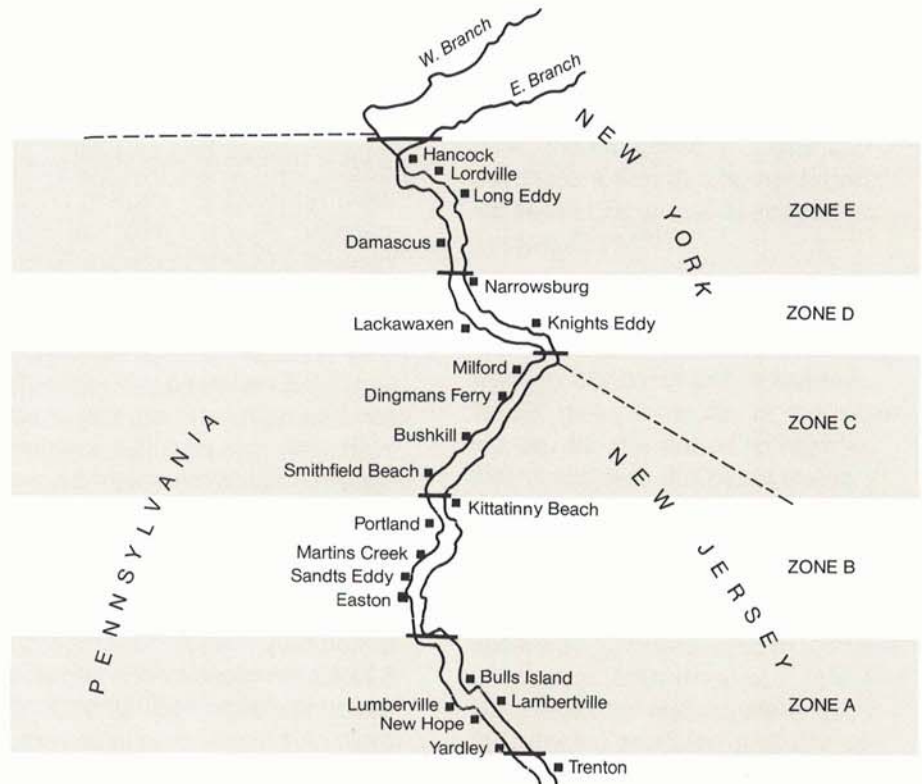 W. Branch
E. Branch
NEW YORK
Hancock
Lordville
Long Eddy
ZONE E
Damascus
Narrowsburg
ZONE D
Lackawaxen
Knights Eddy
Milford
Dingmans Ferry
ZONE C
Bushkill
Smithfield Beach
PENNSYLVANIA
NEW JERSEY
Kittatinny Beach
Portland
Martins Creek
ZONE B
Sandts Eddy
Easton
Bulls Island
Lambertville
ZONE A
Lumberville
New Hope
Yardley
Trenton